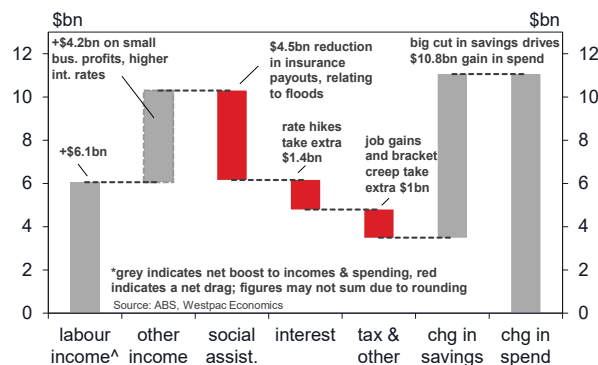 $bn
$bn
12
10
8
6
4
2
0
12
10
8
6
4
2
0
+$4.2bn on small
bus. profits, higher
int. rates
+$6.1bn
$4.5bn reduction
in insurance
payouts, relating
to floods
rate hikes
take extra
$1.4bn
job gains
and bracket
creep take
extra $1bn
big cut in savings drives
$10.8bn gain in spend
*grey indicates net boost to incomes & spending, red
indicates a net drag; figures may not sum due to rounding
Source: ABS, Westpac Economics
labour
income^
other
income
social
assist.
interest
tax &
other
chg in
savings
chg in
spend